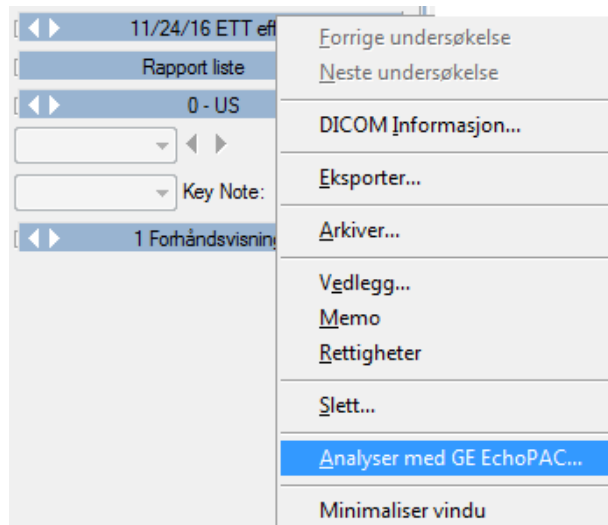 11/24/16 ETT eff
Rapport liste
0 - US
Key Note:
1 Forhåndsvisning
Forrige undersøkelse
Neste undersøkelse
DICOM Informasjon...
Eksporter...
Arkiver...
Vedlegg...
Memo
Rettigheter
Slett...
Analyser med GE EchoPAC...
Minimaliser vindu